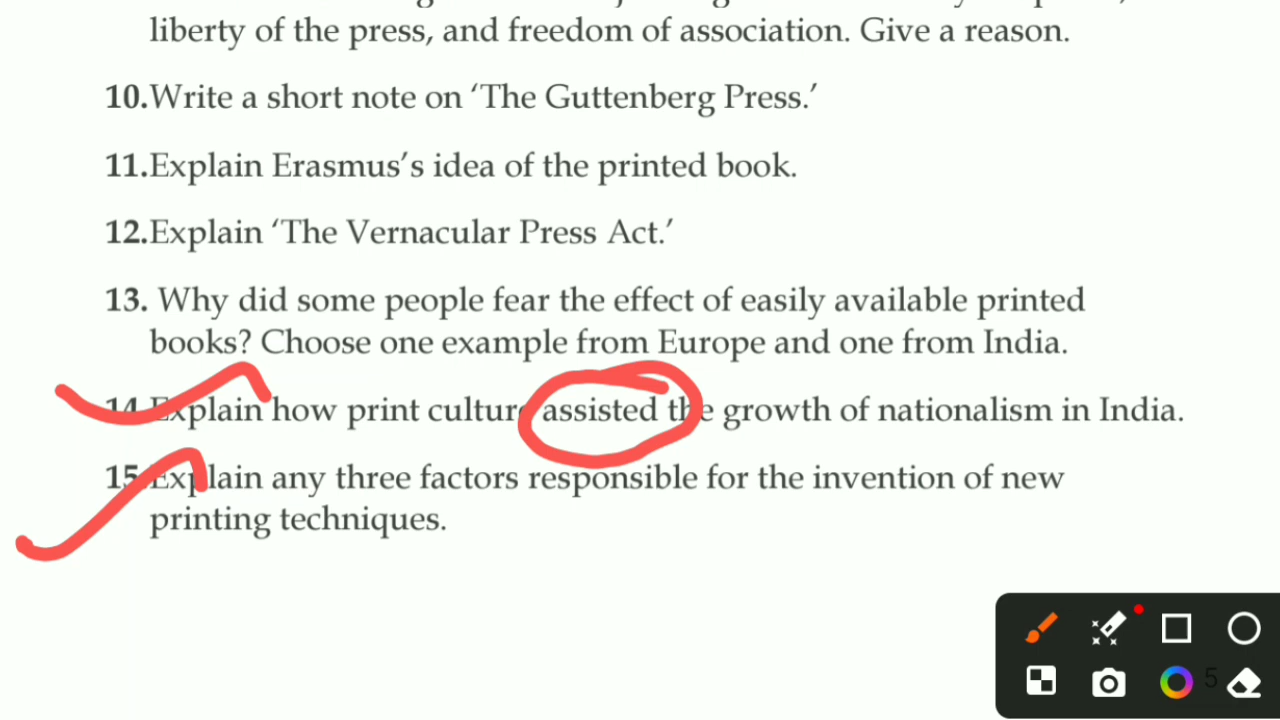 liberty of the press, and freedom of association. Give a reason.
10.Write a short note on ‘The Guttenberg Press.’
11.Explain Erasmus’s idea of the printed book.
12.Explain ‘The Vernacular Press Act.’
13. Why did some people fear the effect of easily available printed
books? Choose one example from Europe and one from India.
14.Explain how print culture assisted the growth of nationalism in India.
15.Explain any three factors responsible for the invention of new
printing techniques.
5